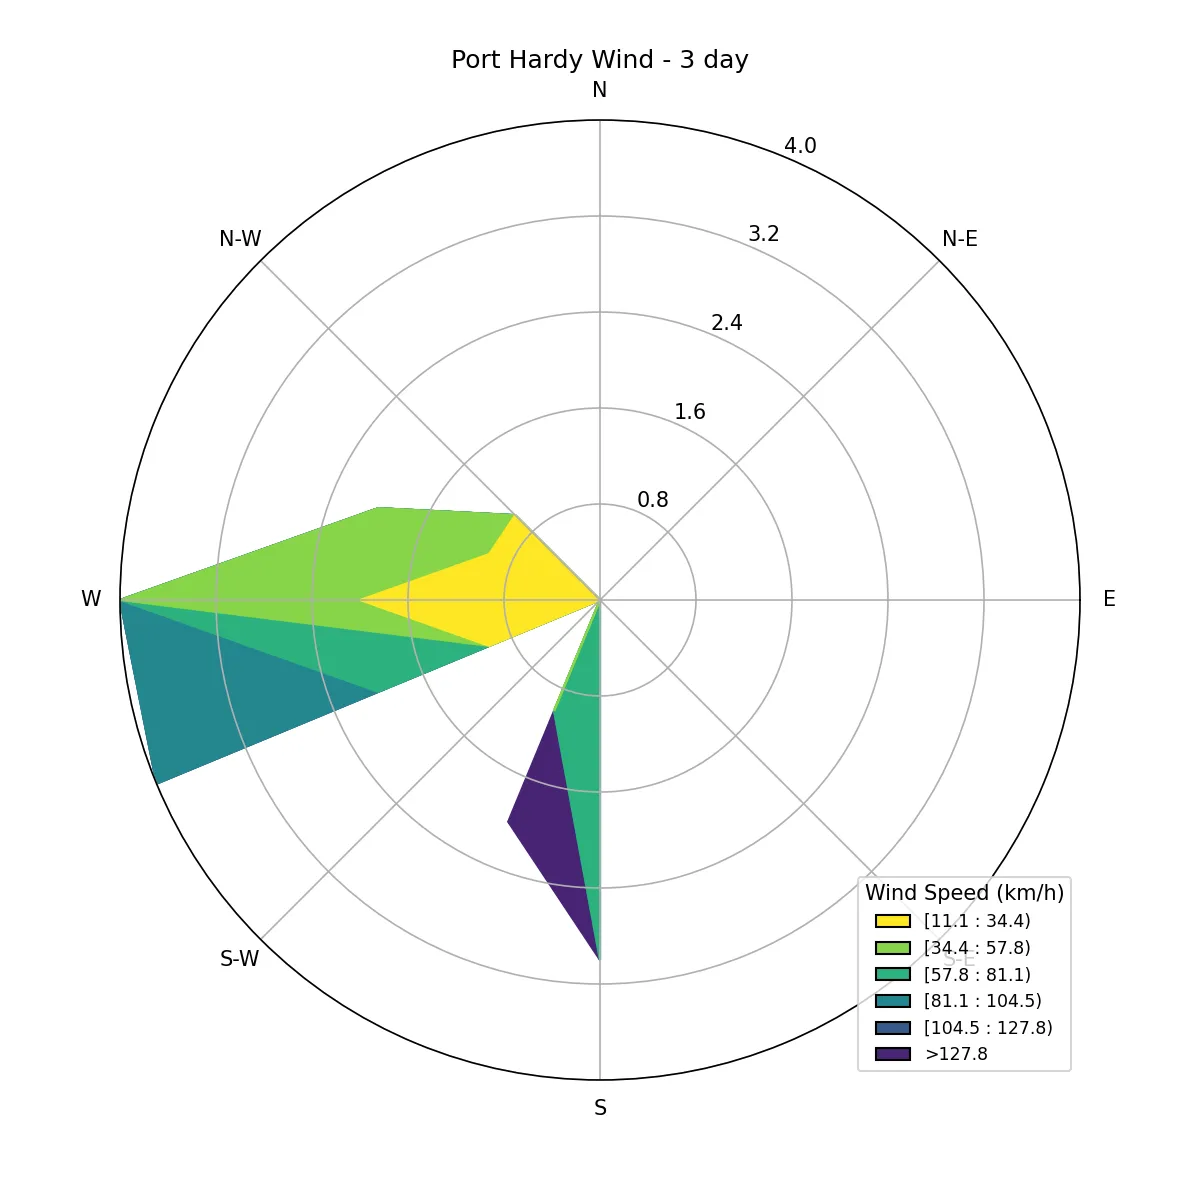 Port Hardy Wind - 3 day
N
4.0
N-W
3.2
N-E
2.4
1.6
0.8
W
E
Wind Speed (km/h)
[11.1 : 34.4)
[34.4 : 57.8)
S-W
S-E
[57.8 : 81.1)
[81.1 : 104.5)
[104.5 : 127.8)
>127.8
S